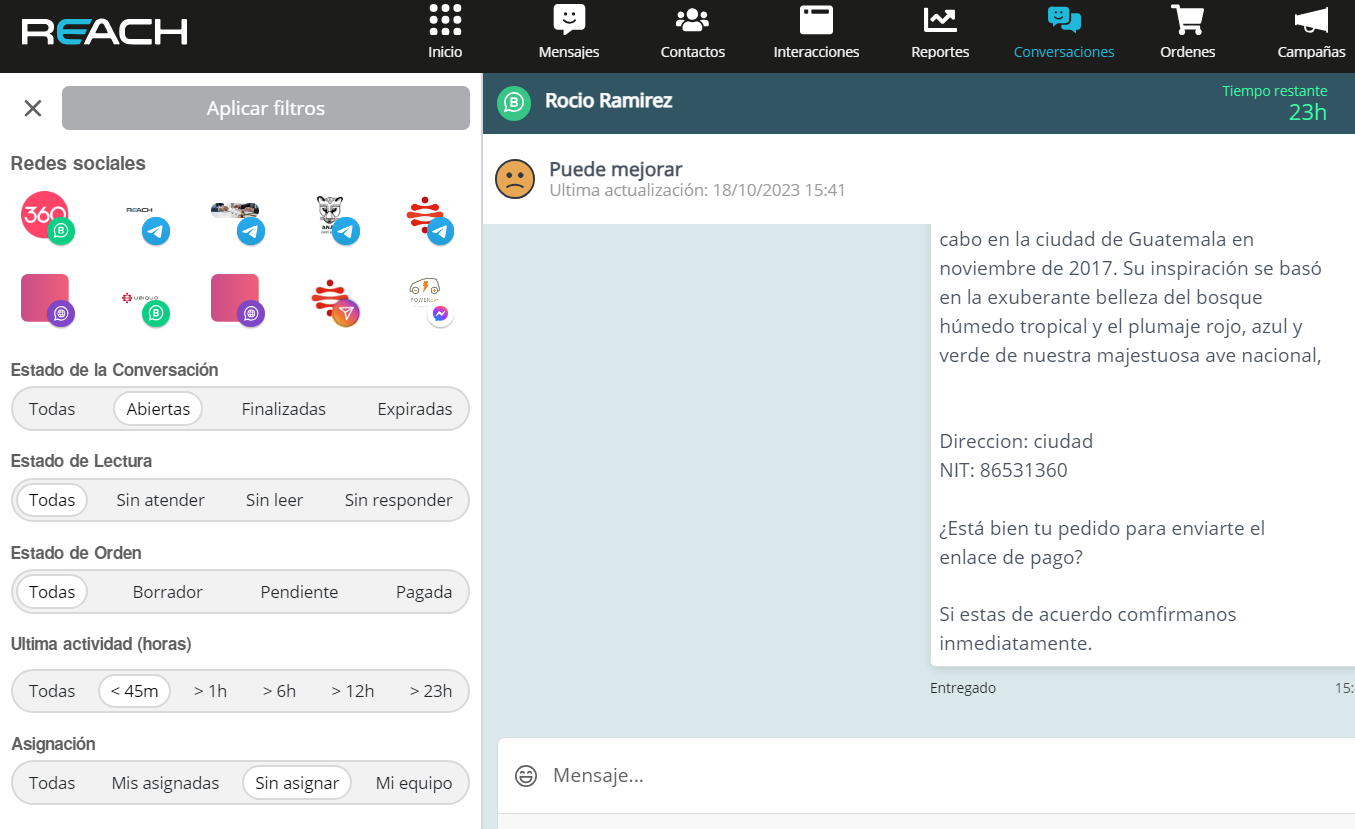 REACH
Inicio
Mensajes
Contactos
Interacciones
Reportes
Conversaciones
Ordenes
Campañas
Aplicar filtros
Redes sociales
360
REACH
UBIQUO
Estado de la Conversación
Todas Abiertas Finalizadas Expiradas
Estado de Lectura
Todas Sin atender Sin leer Sin responder
Estado de Orden
Todas Borrador Pendiente Pagada
Ultima actividad (horas)
Todas < 45m > 1h > 6h > 12h > 23h
Asignación
Todas Mis asignadas Sin asignar Mi equipo
Rocio Ramirez
Tiempo restante
23h
Puede mejorar
Ultima actualización: 18/10/2023 15:41
cabo en la ciudad de Guatemala en
noviembre de 2017. Su inspiración se basó
en la exuberante belleza del bosque
húmedo tropical y el plumaje rojo, azul y
verde de nuestra majestuosa ave nacional,
Direccion: ciudad
NIT: 86531360
¿Está bien tu pedido para enviarte el
enlace de pago?
Si estas de acuerdo comfirmanos
inmediatamente.
Entregado 15:
Mensaje...